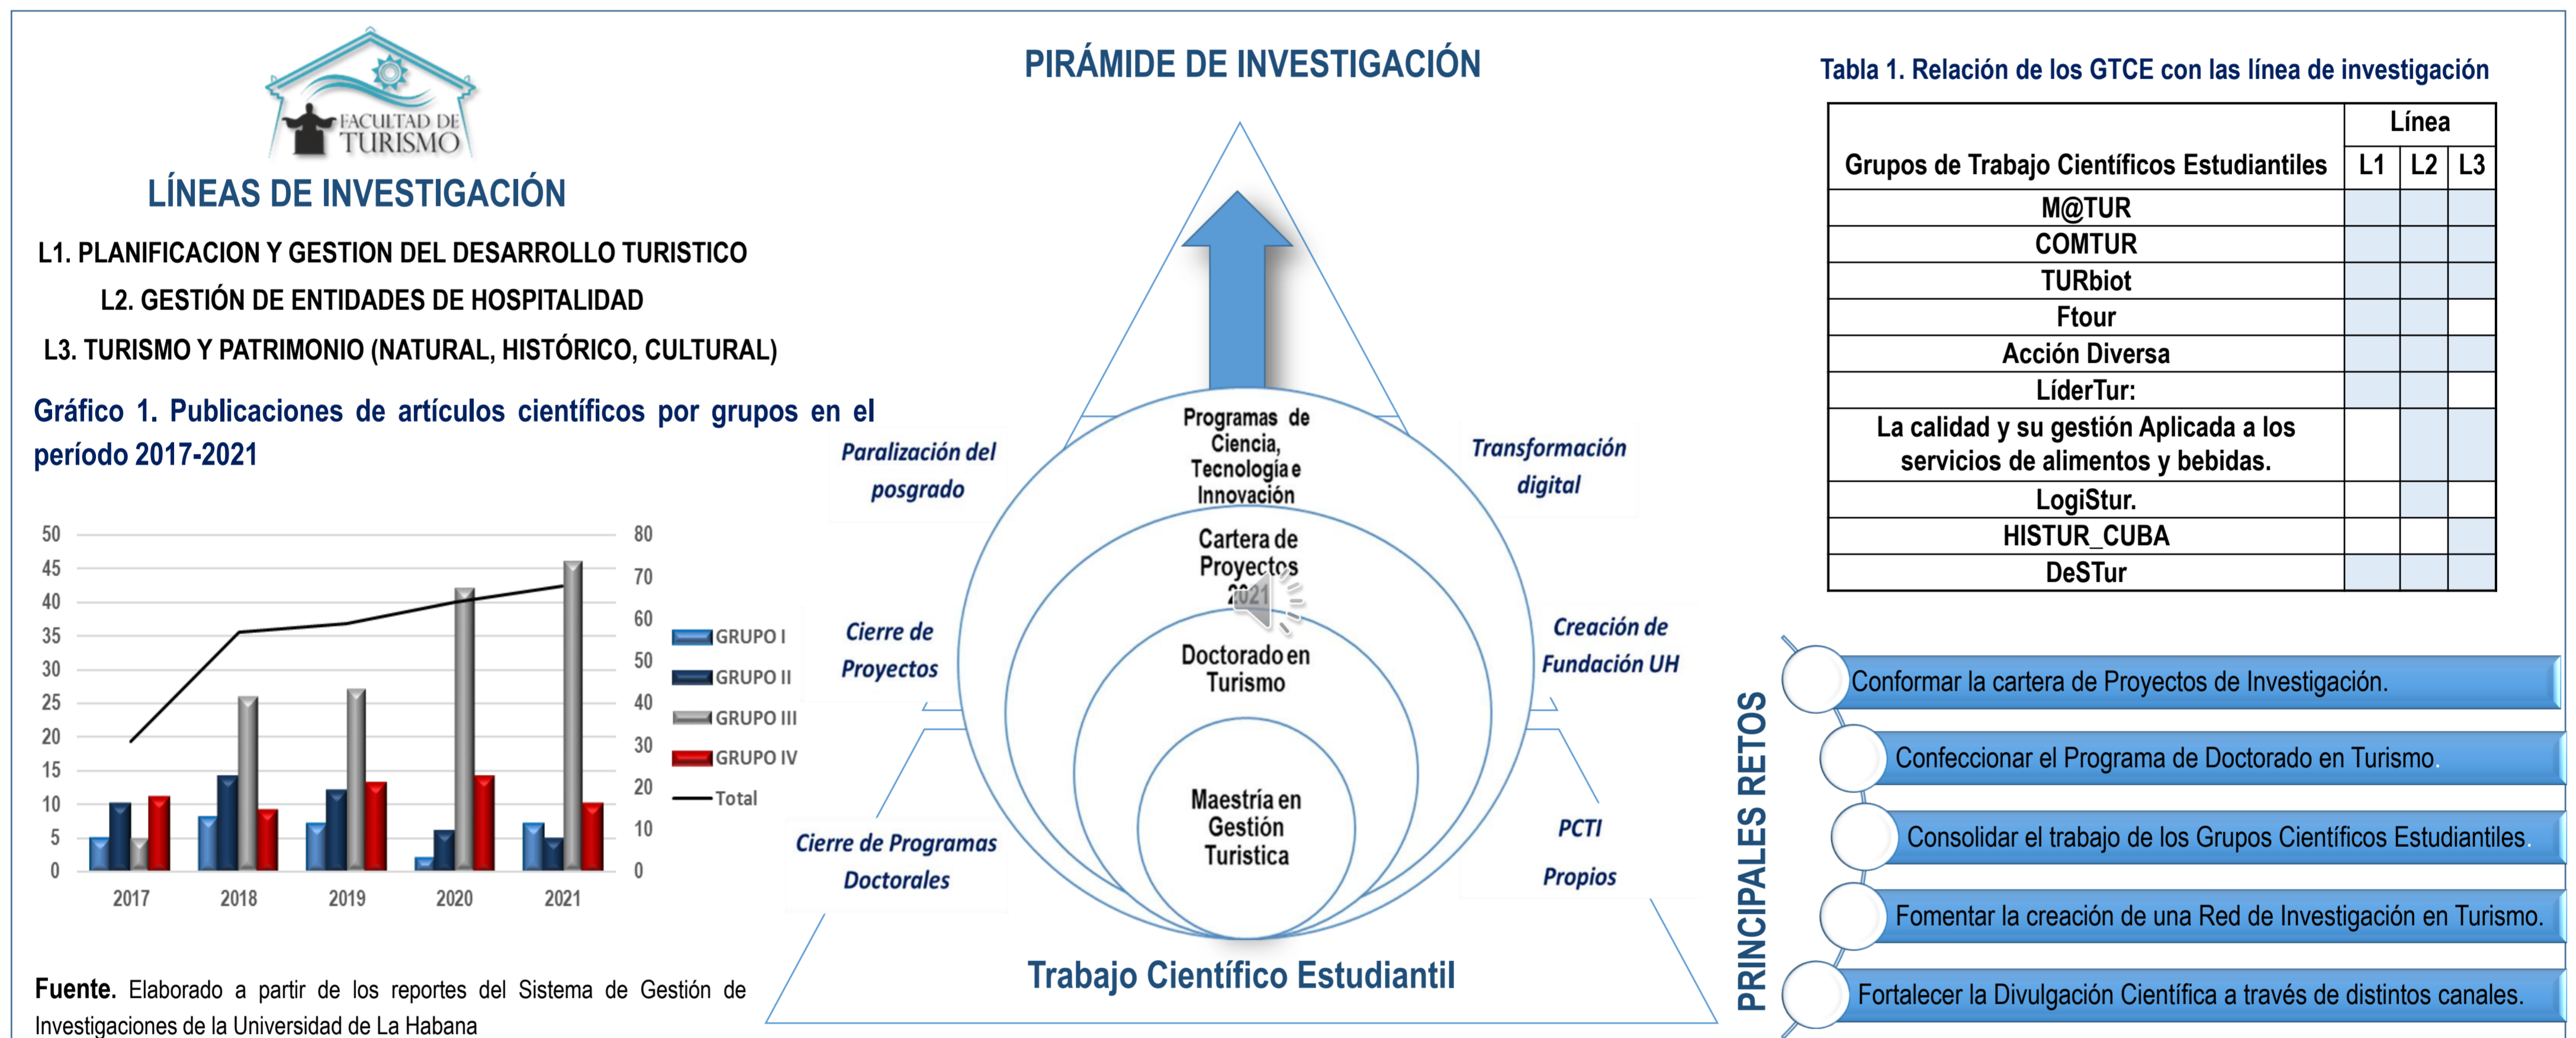 FACULTAD DE
TURISMO
LÍNEAS DE INVESTIGACIÓN
L1. PLANIFICACION Y GESTION DEL DESARROLLO TURISTICO
L2. GESTIÓN DE ENTIDADES DE HOSPITALIDAD
L3. TURISMO Y PATRIMONIO (NATURAL, HISTÓRICO, CULTURAL)
Gráfico 1. Publicaciones de artículos científicos por grupos en el
período 2017-2021
50
45
40
35
30
25
20
15
10
5
0
80
70
60
50
40
30
20
10
0
2017
2018
2019
2020
2021
GRUPO I
GRUPO II
GRUPO III
GRUPO IV
Total
Fuente. Elaborado a partir de los reportes del Sistema de Gestión de
Investigaciones de la Universidad de La Habana
PIRÁMIDE DE INVESTIGACIÓN
Paralización del
posgrado
Cierre de
Proyectos
Cierre de Programas
Doctorales
Programas de
Ciencia,
Tecnología e
Innovación
Cartera de
Proyectos
2021
Doctorado en
Turismo
Maestría en
Gestión
Turistica
Transformación
digital
Creación de
Fundación UH
PCTI
Propios
Trabajo Científico Estudiantil
Tabla 1. Relación de los GTCE con las línea de investigación
Línea
Grupos de Trabajo Científicos Estudiantiles L1 L2 L3
M@TUR
COMTUR
TURbiot
Ftour
Acción Diversa
LíderTur:
La calidad y su gestión Aplicada a los
servicios de alimentos y bebidas.
LogiStur.
HISTUR_CUBA
DeSTur
PRINCIPALES RETOS
Conformar la cartera de Proyectos de Investigación.
Confeccionar el Programa de Doctorado en Turismo.
Consolidar el trabajo de los Grupos Científicos Estudiantiles.
Fomentar la creación de una Red de Investigación en Turismo.
Fortalecer la Divulgación Científica a través de distintos canales.